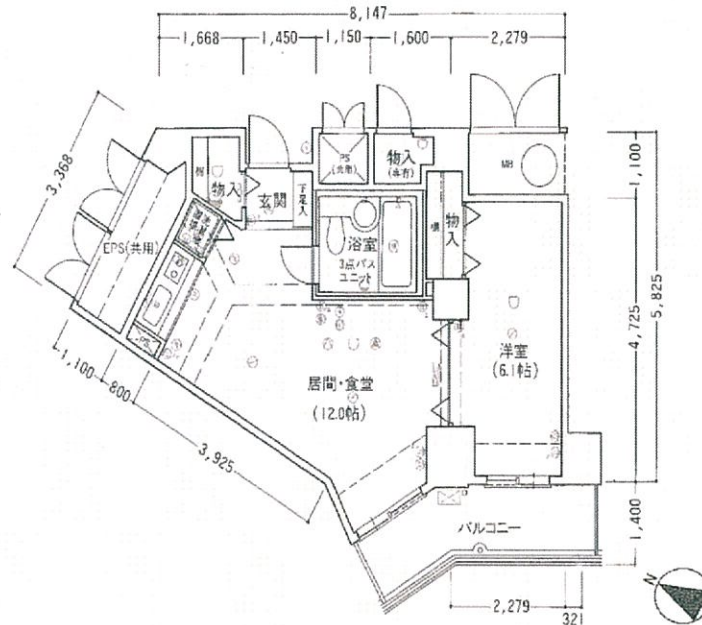 8,147
1,668
1,450
1,150
1,600
2,279
3,368
1,100
4,725
5,825
1,400
EPS(共用)
物入
玄関
下足入
PS
(共用)
物入
(専有)
MB
物入
浴室
3点バス
ユニット
洋室
(6.1帖)
居間・食堂
(12.0帖)
1,100
800
3,925
バルコニー
2,279
321
N